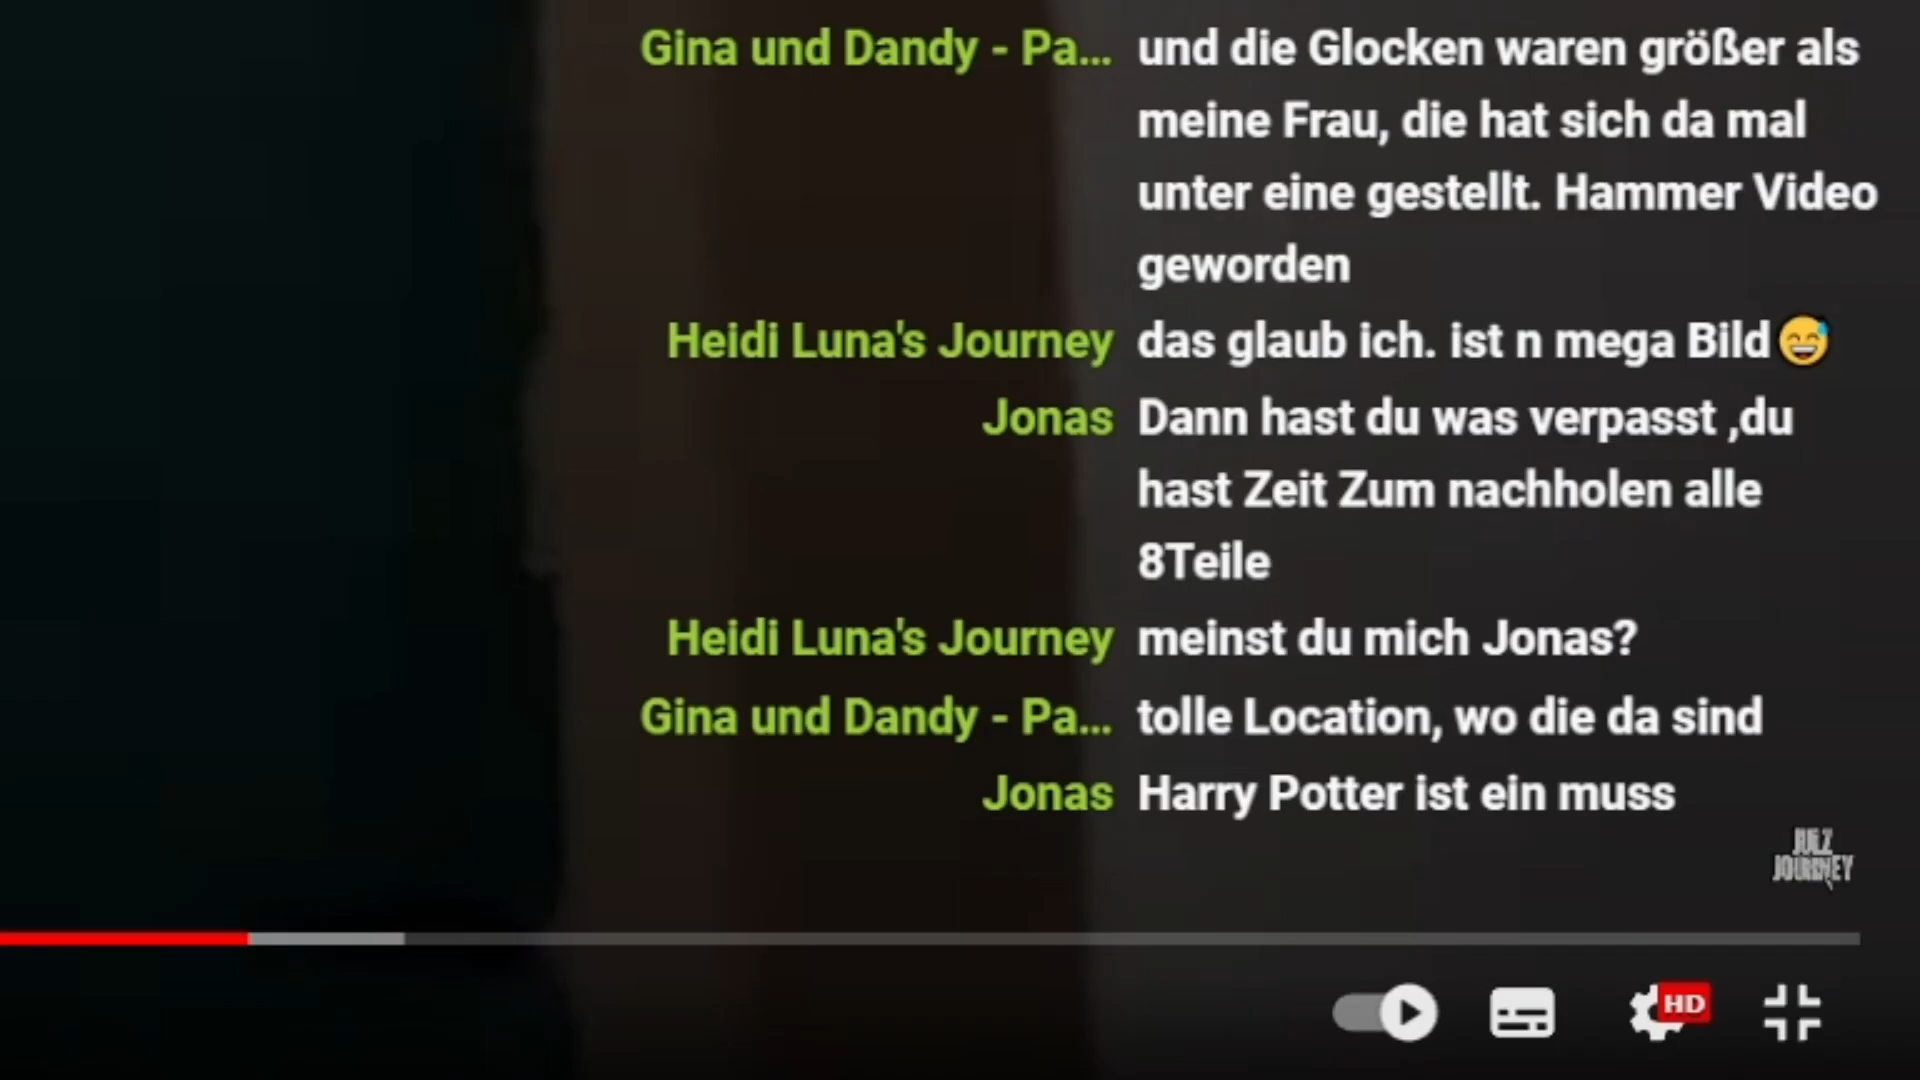 Gina und Dandy - Pa... und die Glocken waren größer als
meine Frau, die hat sich da mal
unter eine gestellt. Hammer Video
geworden
Heidi Luna's Journey das glaub ich. ist n mega Bild😅
Jonas Dann hast du was verpasst ,du
hast Zeit Zum nachholen alle
8Teile
Heidi Luna's Journey meinst du mich Jonas?
Gina und Dandy - Pa... tolle Location, wo die da sind
Jonas Harry Potter ist ein muss
JULZ
JOURNEY
HD